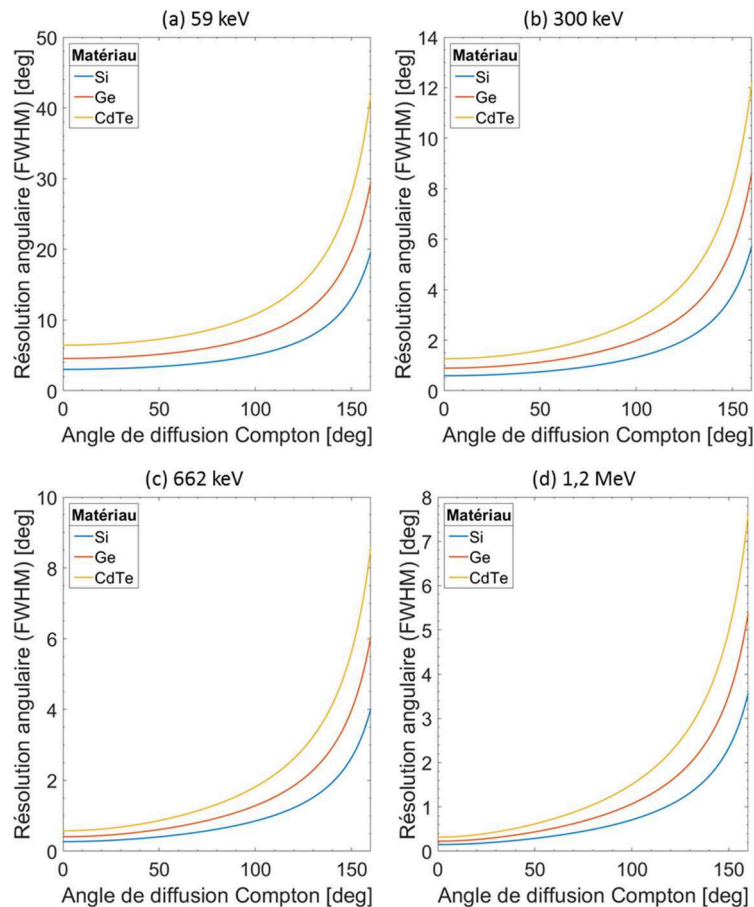 (a) 59 keV
Résolution angulaire (FWHM) [deg]
50
40
30
20
10
0
Matériau
Si
Ge
CdTe
0 50 100 150
Angle de diffusion Compton [deg]
(b) 300 keV
Résolution angulaire (FWHM) [deg]
14
12
10
8
6
4
2
0
Matériau
Si
Ge
CdTe
0 50 100 150
Angle de diffusion Compton [deg]
(c) 662 keV
Résolution angulaire (FWHM) [deg]
10
8
6
4
2
0
Matériau
Si
Ge
CdTe
0 50 100 150
Angle de diffusion Compton [deg]
(d) 1,2 MeV
Résolution angulaire (FWHM) [deg]
8
7
6
5
4
3
2
1
0
Matériau
Si
Ge
CdTe
0 50 100 150
Angle de diffusion Compton [deg]